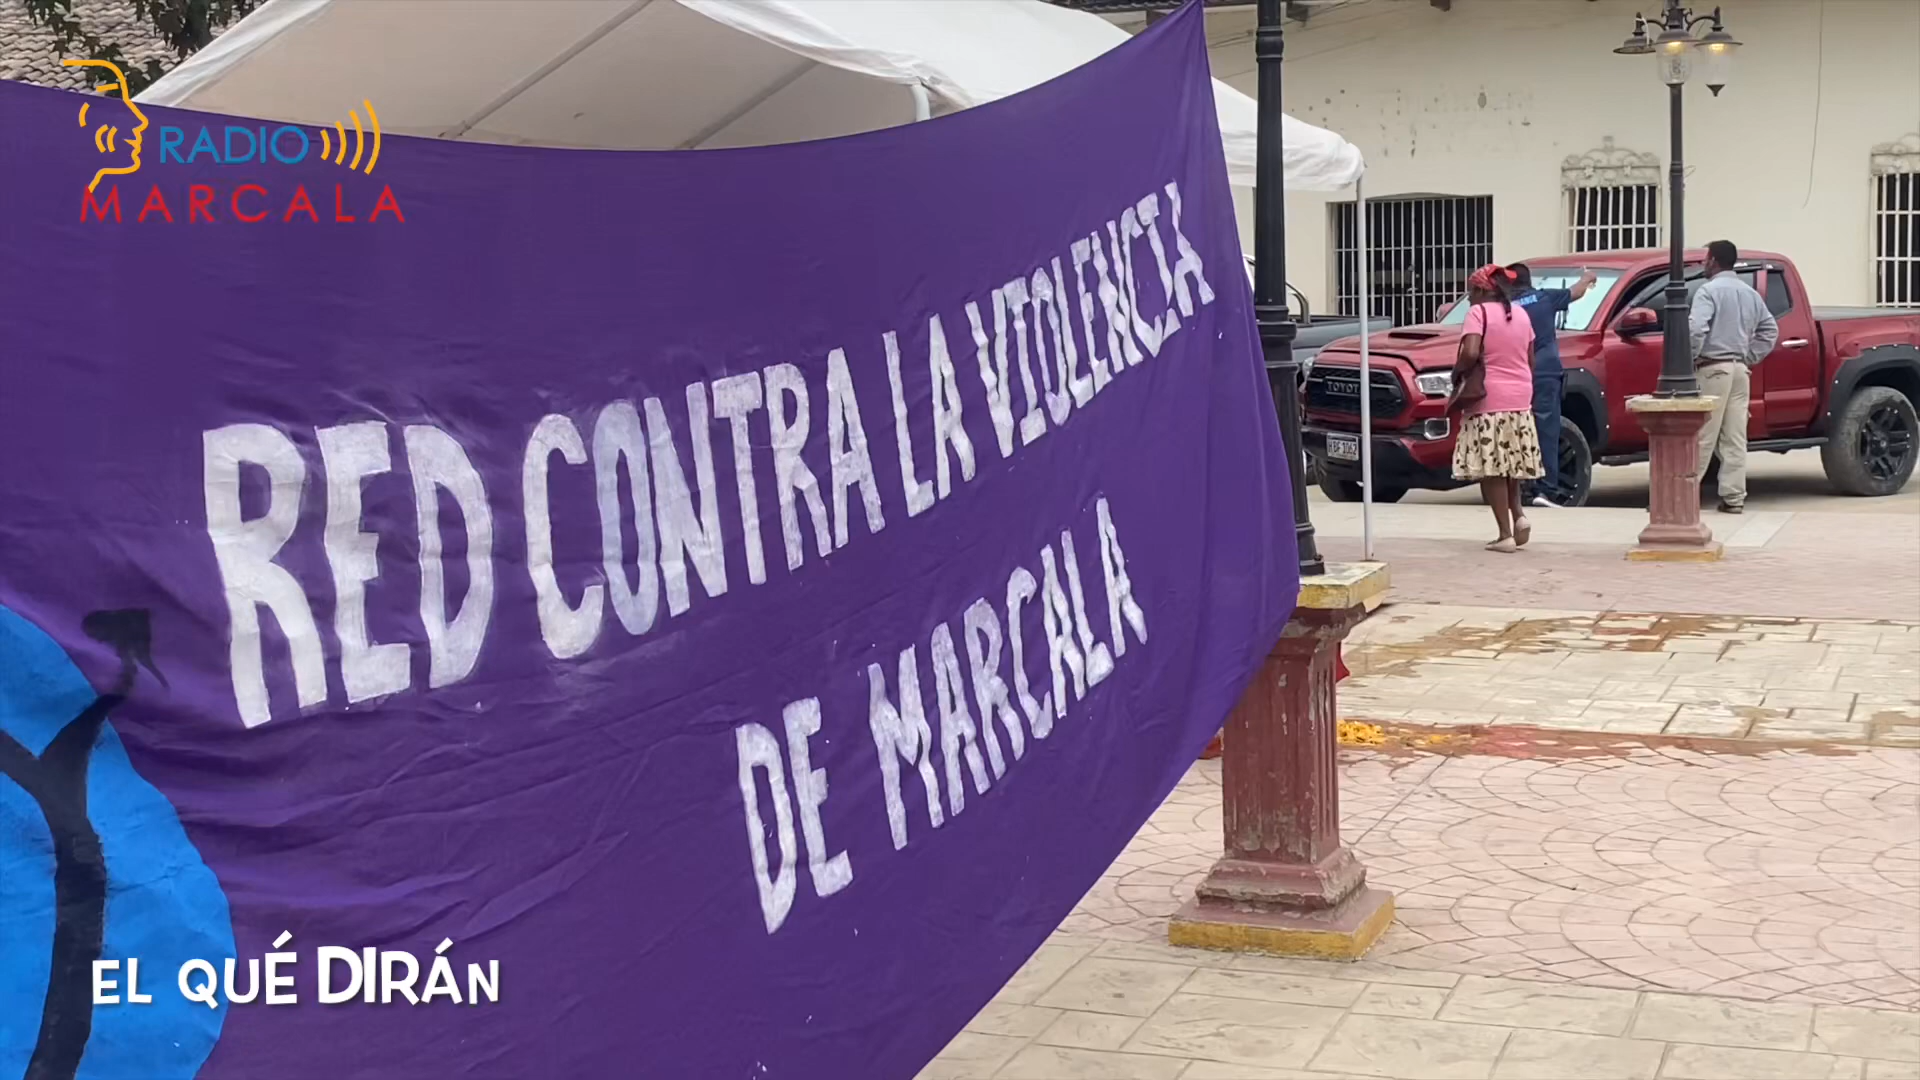 RADIO
MARCALA
RED CONTRA LA VIOLENCIA
DE MARCALA
TOYOTA
EL QUÉ DIRÁN